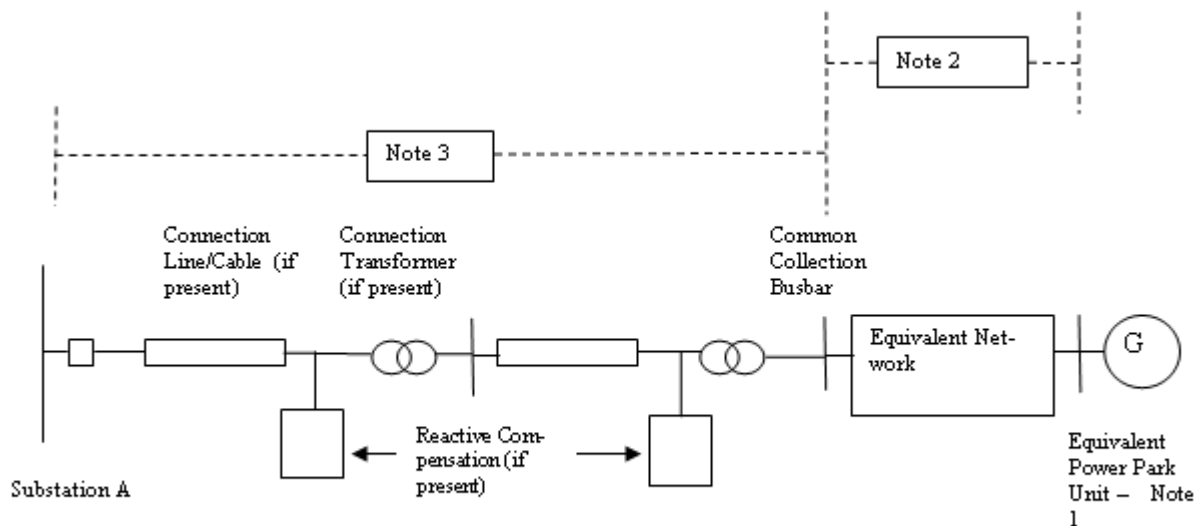 Note 2
Note 3
Connection
Line/Cable (if
present)
Connection
Transformer
(if present)
Common
Collection
Busbar
Equivalent Net-
work
G
Reactive Com-
pensation (if
present)
Substation A
Equivalent
Power Park
Unit – Note
1